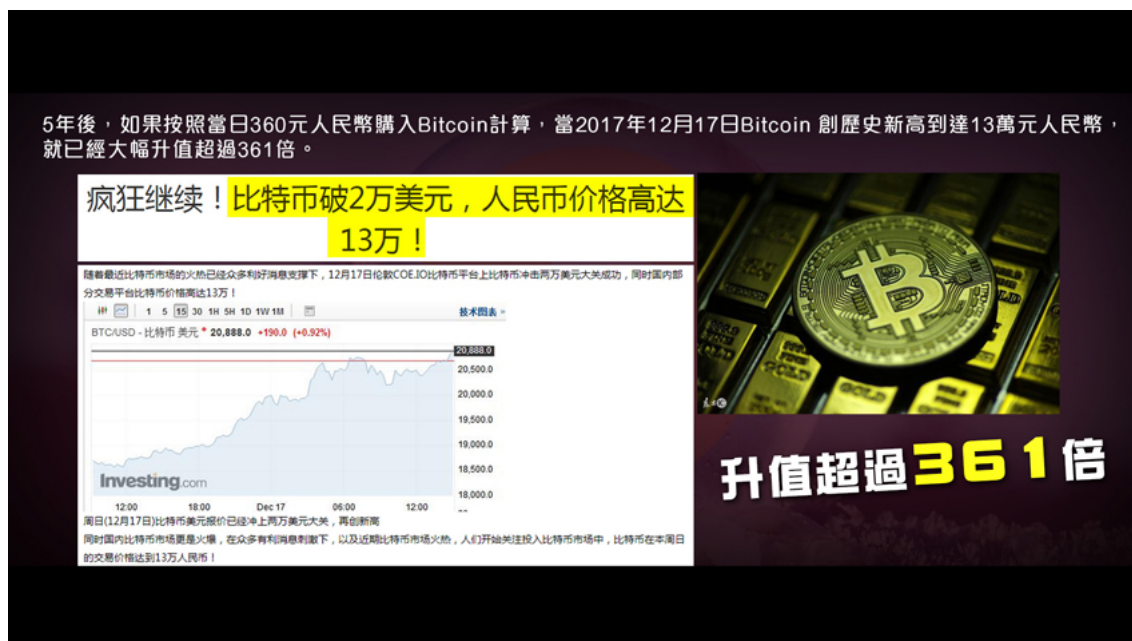 5年後，如果按照當日360元人民幣購入Bitcoin計算，當2017年12月17日Bitcoin 創歷史新高到達13萬元人民幣，
就已經大幅升值超過361倍。
疯狂继续！比特币破2万美元，人民币价格高达
13万！
随着最近比特币市场的火热已经众多利好消息支撑下，12月17日伦敦COE.IO比特币平台上比特币冲击两万美元大关成功，同时国内部
分交易平台比特币价格高达13万！
1 5 15 30 1H 5H 1D 1W 1M 技术图表 »
BTC/USD - 比特币 美元 * 20,888.0 +190.0 (+0.92%)
20,888.0
20,500.0
20,000.0
19,500.0
19,000.0
18,500.0
18,000.0
Investing.com
12:00 18:00 Dec 17 06:00 12:00
周日(12月17日)比特币美元报价已经冲上两万美元大关，再创新高
同时国内比特币市场更是火爆，在众多有利消息刺激下，以及近期比特币市场火热，人们开始关注投入比特币市场中，比特币在本周日
的交易价格达到13万人民币！
升值超過361倍